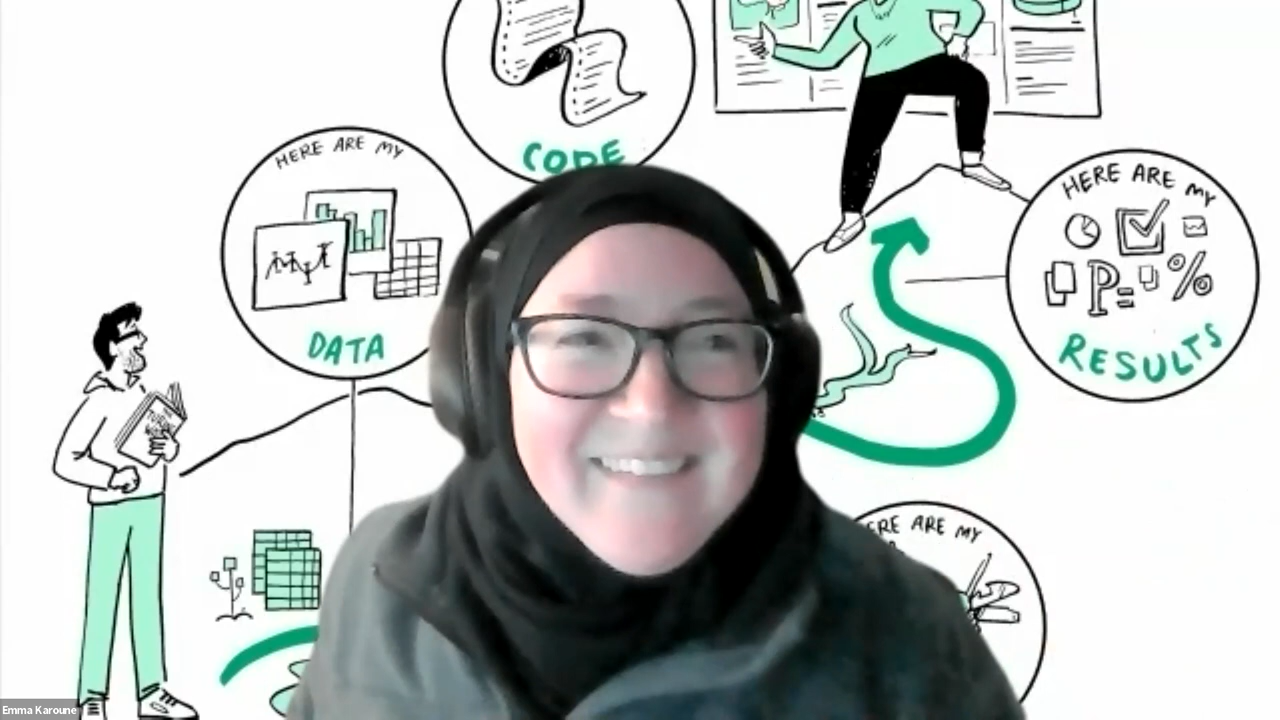 CODE
HERE ARE MY
DATA
HERE ARE MY
P= %
RESULTS
ERE ARE MY
Emma Karoune